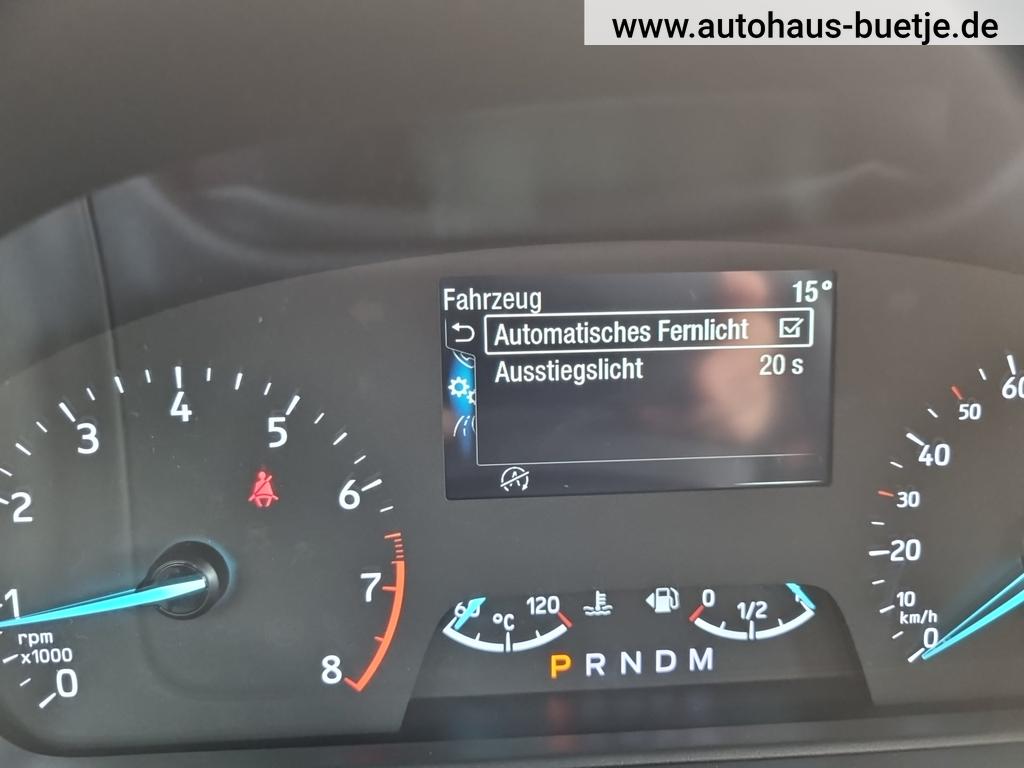 www.autohaus-buetje.de
Fahrzeug 15°
Automatisches Fernlicht
Ausstiegslicht 20 s
A
0 1 2 3 4 5 6 7 8
rpm
x1000
60 °C 120
0 1/2
P R N D M
0 10 20 30 40 50 60
km/h